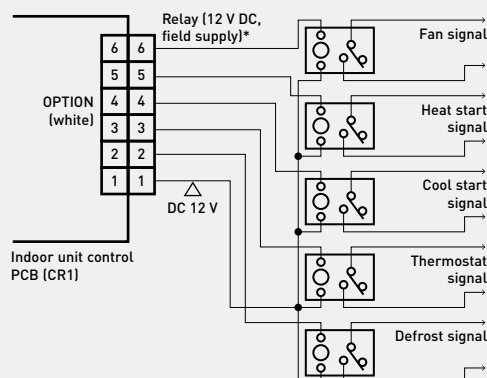 Relay (12 V DC,
field supply)*
Fan signal
6 6
5 5
OPTION
(white)
4 4
3 3
2 2
1 1
DC 12 V
Heat start
signal
Cool start
signal
Indoor unit control
PCB (CR1)
Thermostat
signal
Defrost signal